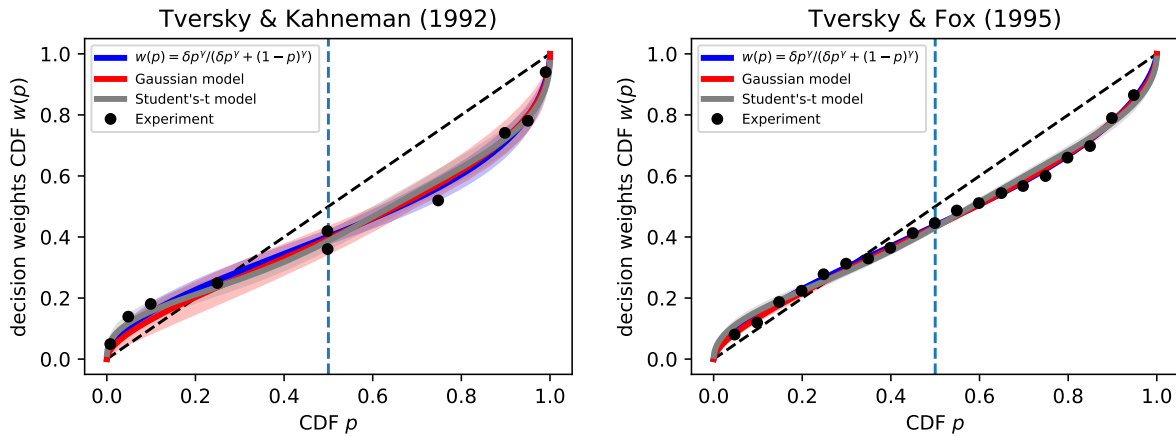 Tversky & Kahneman (1992)
decision weights CDF w(p)
1.0
0.8
0.6
0.4
0.2
0.0
w(p) = δp^γ/(δp^γ + (1 − p)^γ)
Gaussian model
Student's-t model
Experiment
0.0 0.2 0.4 0.6 0.8 1.0
CDF p
Tversky & Fox (1995)
decision weights CDF w(p)
1.0
0.8
0.6
0.4
0.2
0.0
w(p) = δp^γ/(δp^γ + (1 − p)^γ)
Gaussian model
Student's-t model
Experiment
0.0 0.2 0.4 0.6 0.8 1.0
CDF p